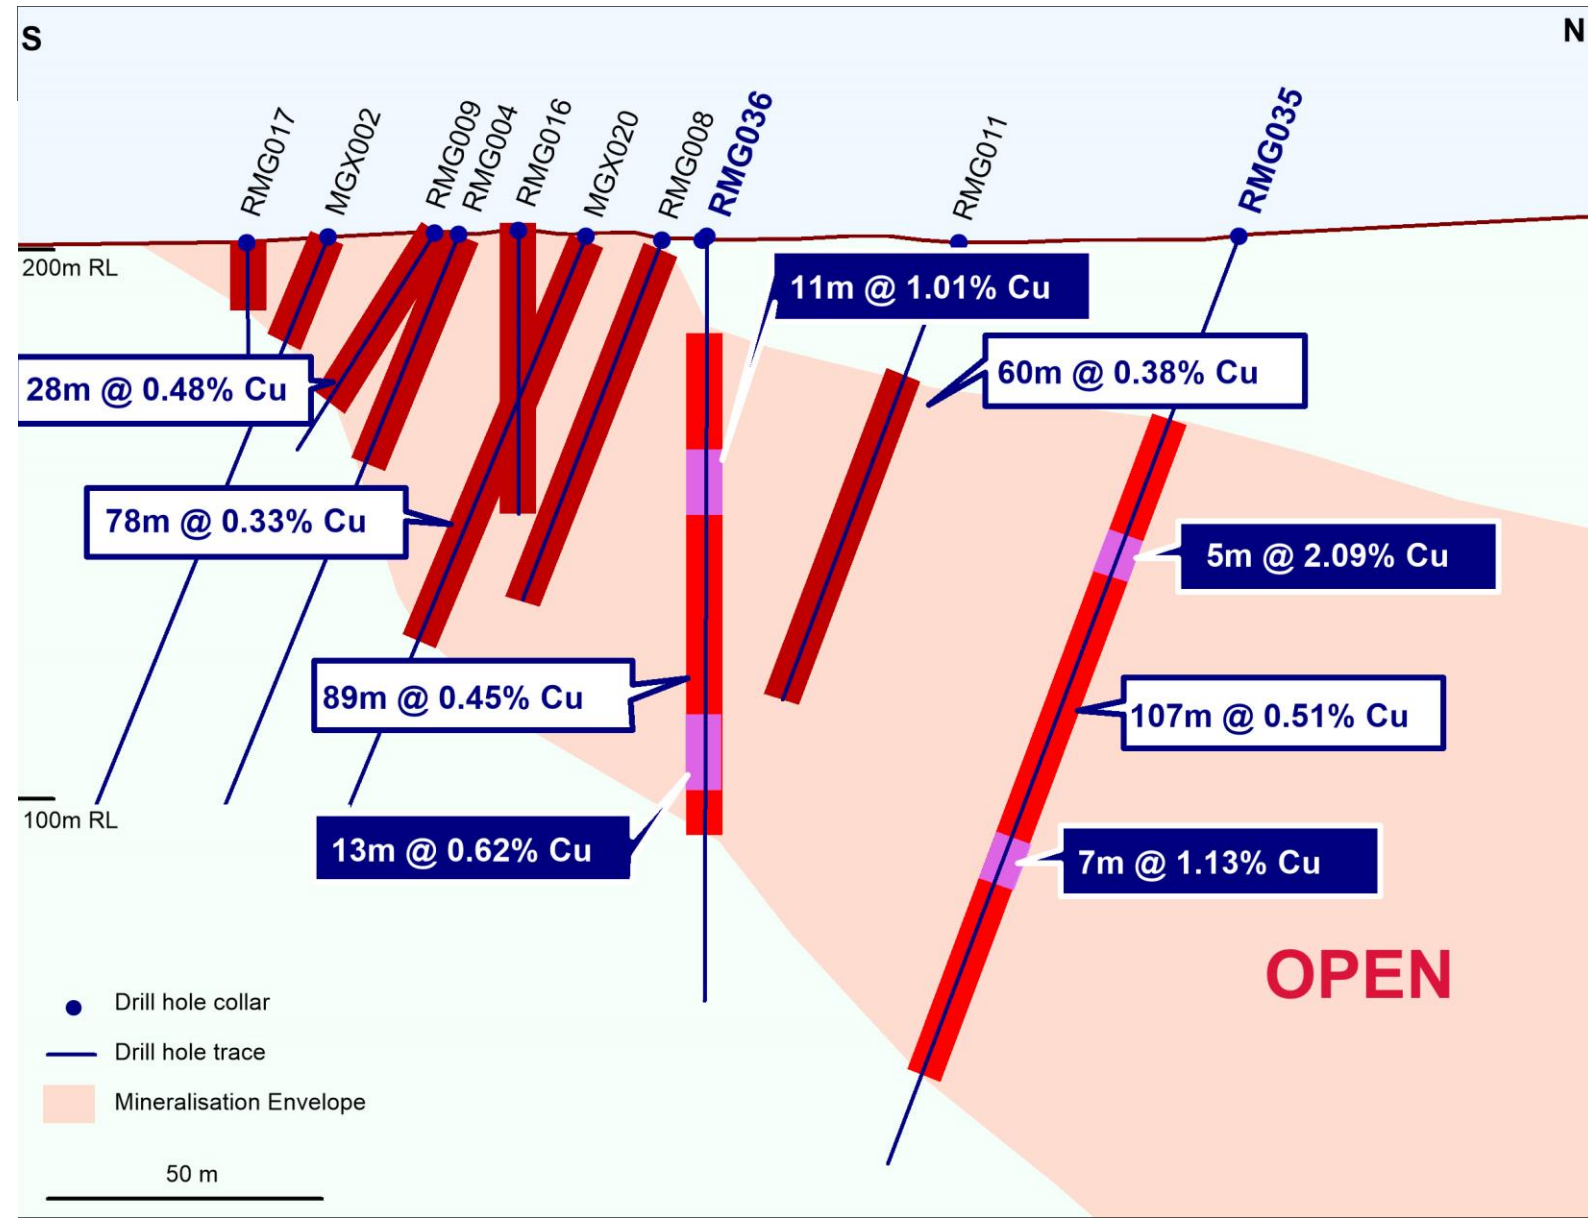 S
N
RMG017
MGX002
RMG009
RMG004
RMG016
MGX020
RMG008
RMG036
RMG011
RMG035
200m RL
11m @ 1.01% Cu
60m @ 0.38% Cu
28m @ 0.48% Cu
78m @ 0.33% Cu
5m @ 2.09% Cu
89m @ 0.45% Cu
107m @ 0.51% Cu
100m RL
13m @ 0.62% Cu
7m @ 1.13% Cu
OPEN
Drill hole collar
Drill hole trace
Mineralisation Envelope
50 m